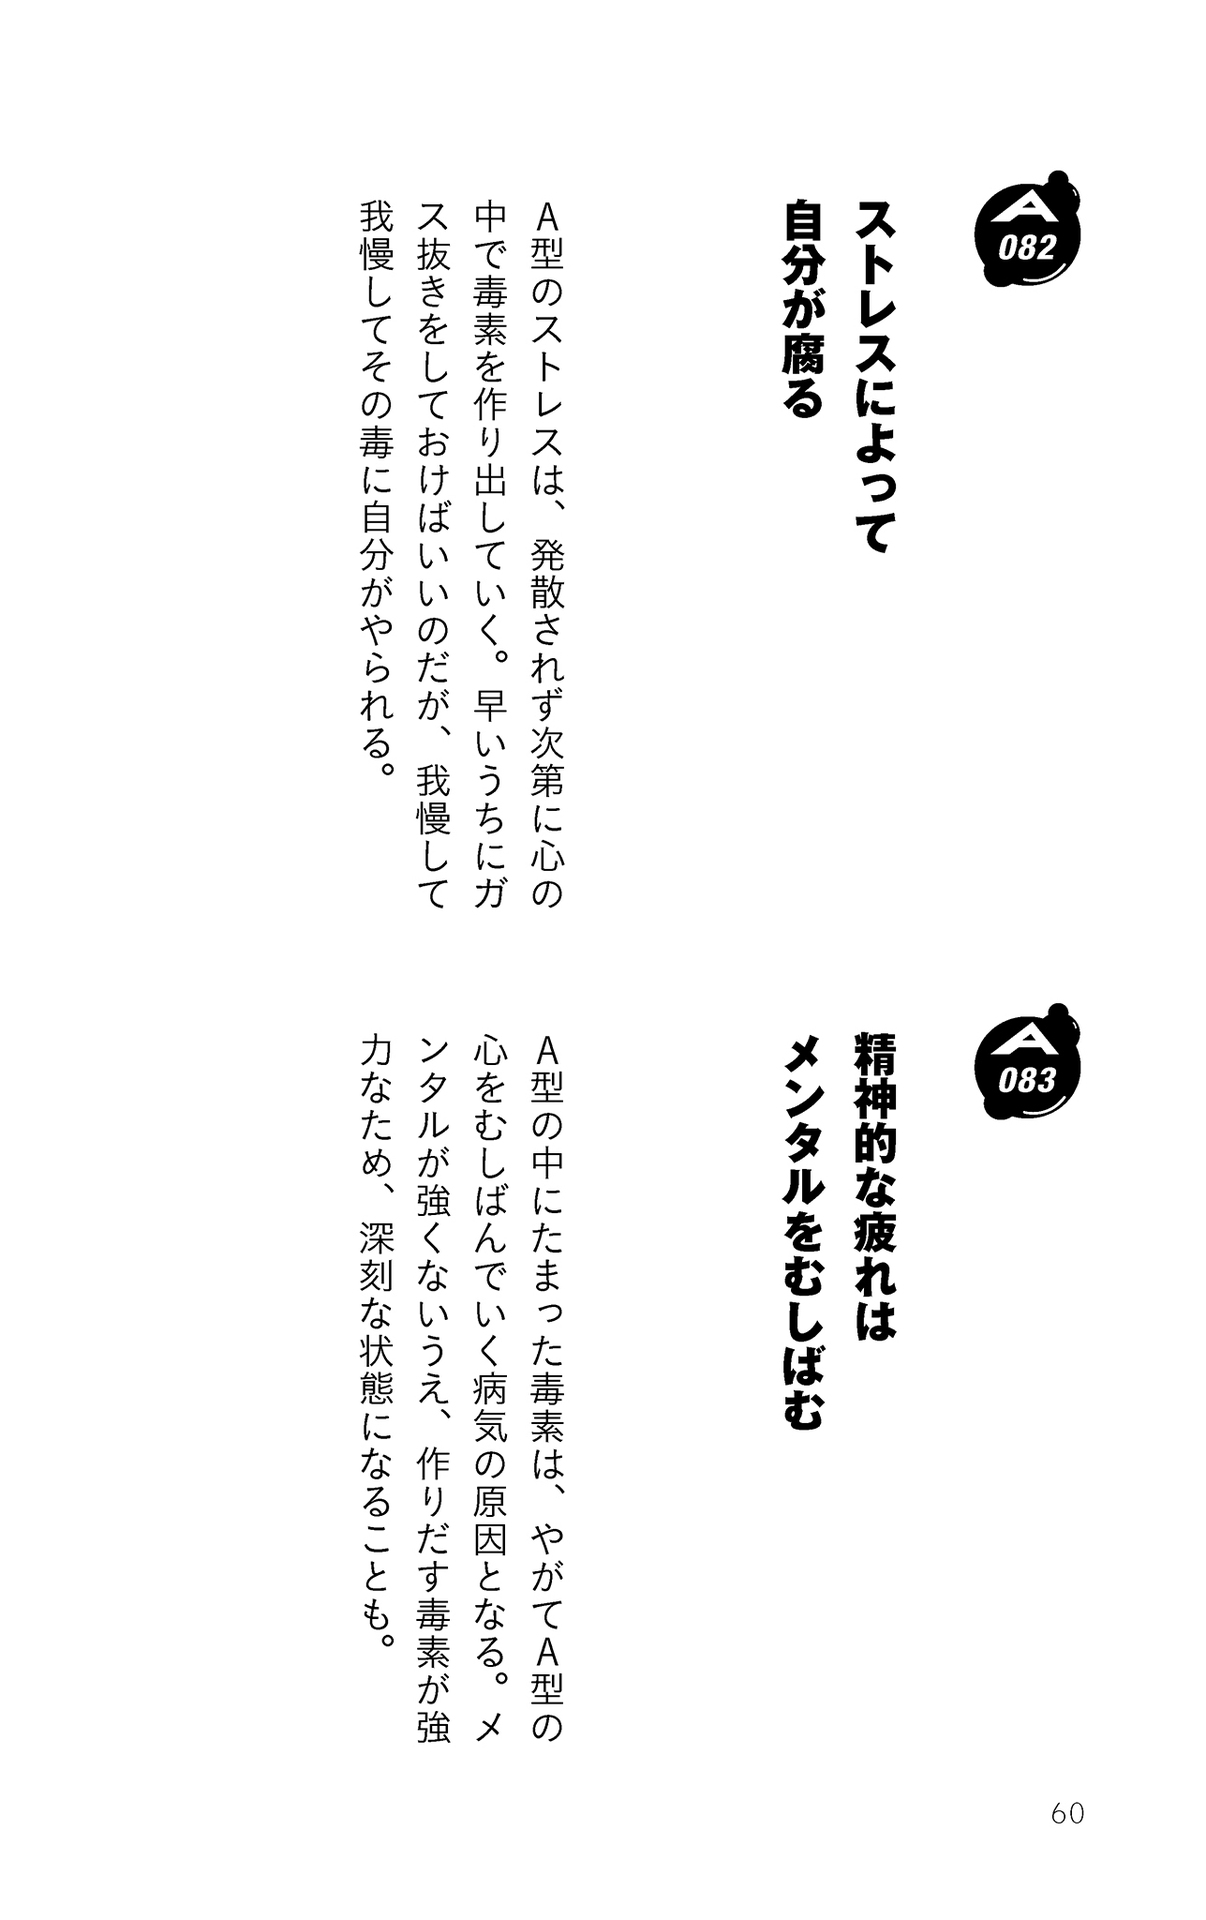 A
082
ストレスによって
自分が腐る
A型のストレスは、発散されず次第に心の
中で毒素を作り出していく。早いうちにガ
ス抜きをしておけばいいのだが、我慢して
我慢してその毒に自分がやられる。
A
083
精神的な疲れは
メンタルをむしばむ
A型の中にたまった毒素は、やがてA型の
心をむしばんでいく病気の原因となる。メ
ンタルが強くないうえ、作りだす毒素が強
力なため、深刻な状態になることも。
60